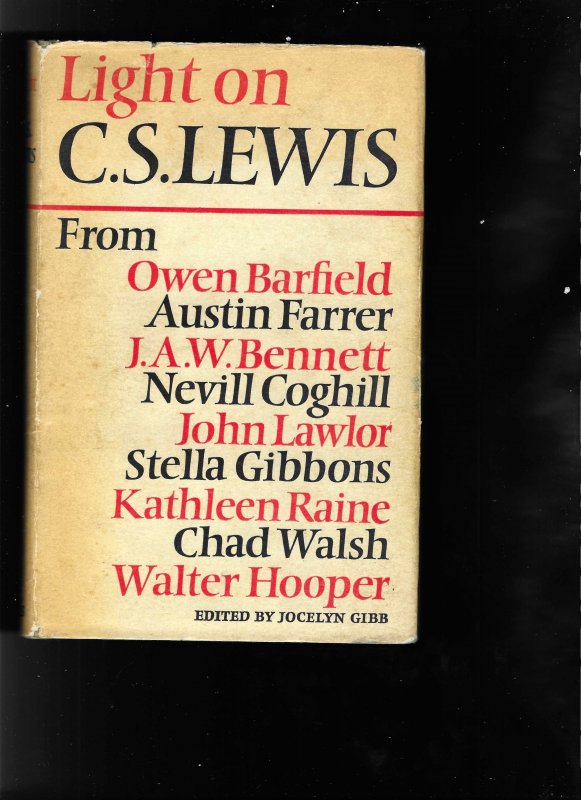 Light on
C.S.LEWIS
From
Owen Barfield
Austin Farrer
J.A.W.Bennett
Nevill Coghill
John Lawlor
Stella Gibbons
Kathleen Raine
Chad Walsh
Walter Hooper
EDITED BY JOCELYN GIBB